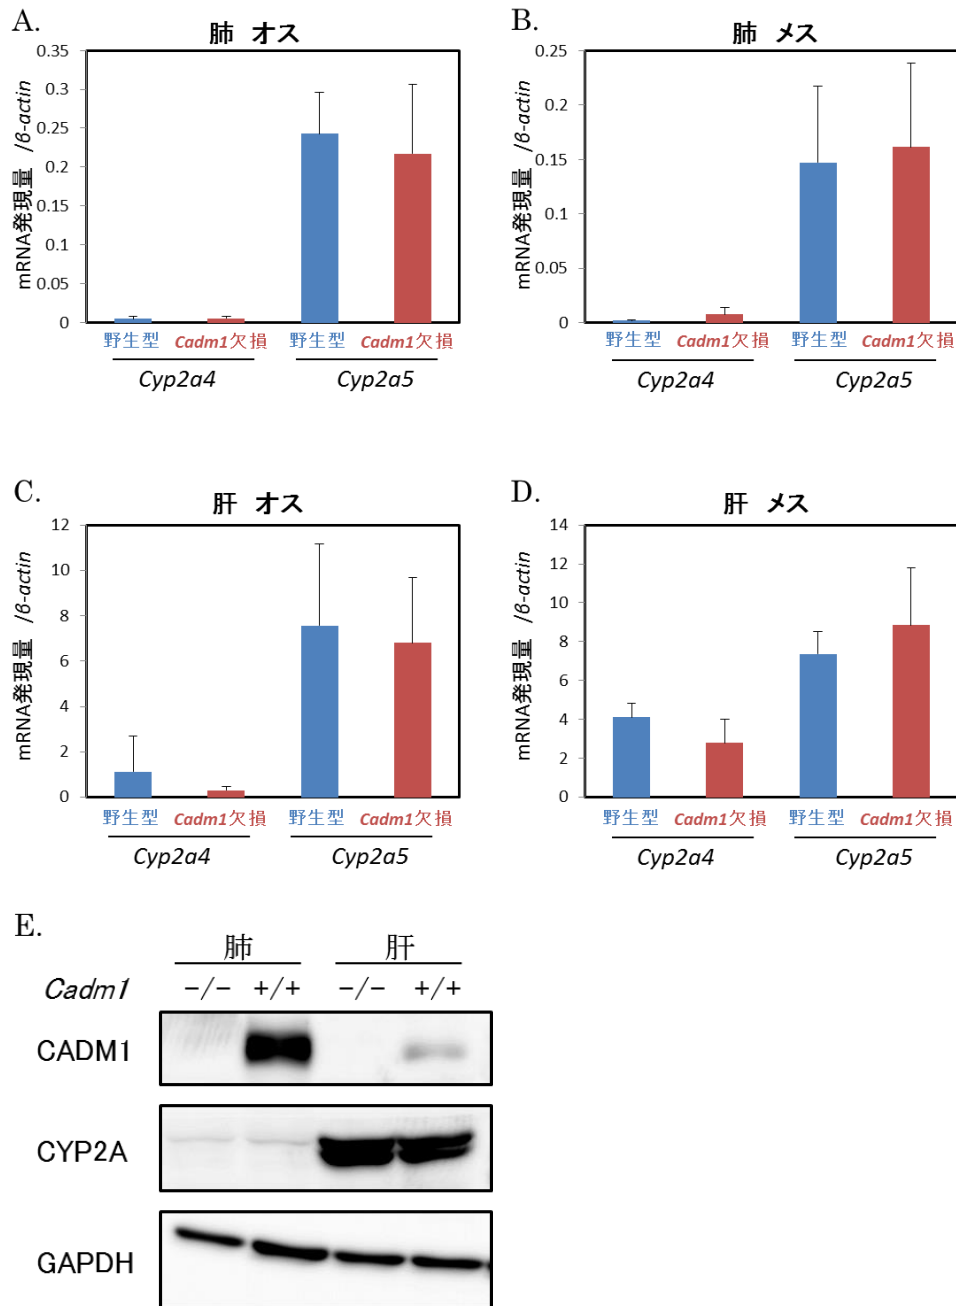 A.
肺 オス
mRNA発現量 /β-actin
0.35
0.3
0.25
0.2
0.15
0.1
0.05
0
野生型 Cadm1欠損 野生型 Cadm1欠損
Cyp2a4 Cyp2a5
B.
肺 メス
mRNA発現量 /β-actin
0.25
0.2
0.15
0.1
0.05
0
野生型 Cadm1欠損 野生型 Cadm1欠損
Cyp2a4 Cyp2a5
C.
肝 オス
mRNA発現量 /β-actin
12
10
8
6
4
2
0
野生型 Cadm1欠損 野生型 Cadm1欠損
Cyp2a4 Cyp2a5
D.
肝 メス
mRNA発現量 /β-actin
14
12
10
8
6
4
2
0
野生型 Cadm1欠損 野生型 Cadm1欠損
Cyp2a4 Cyp2a5
E.
肺 肝
Cadm1 −/− +/+ −/− +/+
CADM1
CYP2A
GAPDH